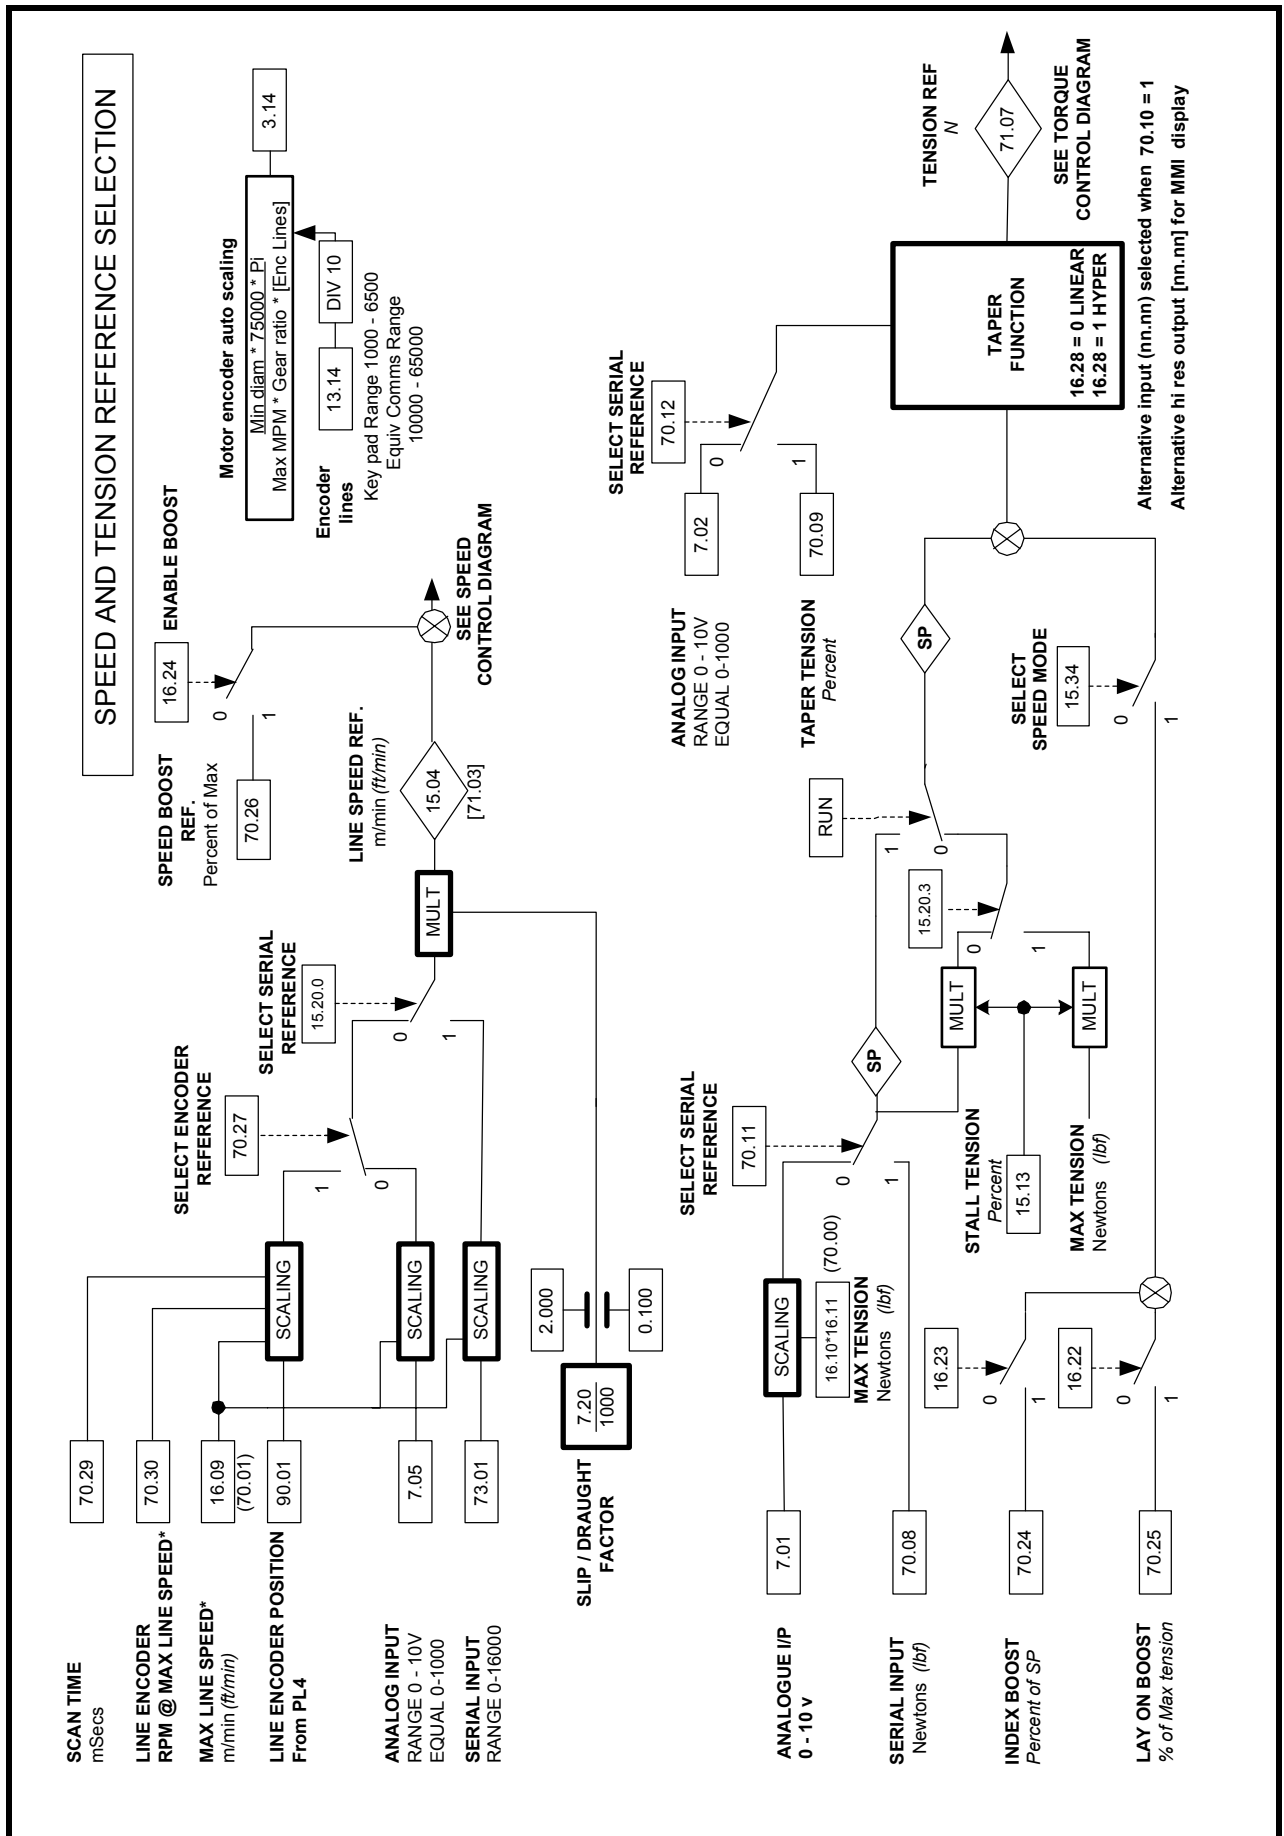 SPEED AND TENSION REFERENCE SELECTION
SCAN TIME
mSecs
70.29
LINE ENCODER
RPM @ MAX LINE SPEED*
70.30
MAX LINE SPEED*
m/min (ft/min)
16.09
(70.01)
LINE ENCODER POSITION
From PL4
90.01
SCALING
ANALOG INPUT
RANGE 0 - 10V
EQUAL 0-1000
7.05
SCALING
SERIAL INPUT
RANGE 0-16000
73.01
SCALING
SELECT ENCODER
REFERENCE
70.27
1
0
SELECT SERIAL
REFERENCE
15.20.0
0
1
MULT
SLIP / DRAUGHT
FACTOR
7.20
1000
2.000
0.100
LINE SPEED REF.
m/min (ft/min)
15.04
[71.03]
SPEED BOOST
REF.
Percent of Max
70.26
16.24
ENABLE BOOST
0
1
SEE SPEED
CONTROL DIAGRAM
Motor encoder auto scaling
Min diam * 75000 * Pi
Max MPM * Gear ratio * [Enc Lines]
3.14
Encoder
lines
13.14
DIV 10
Key pad Range 1000 - 6500
Equiv Comms Range
10000 - 65000
ANALOGUE I/P
0 - 10 v
7.01
SCALING
16.10*16.11
(70.00)
MAX TENSION
Newtons (lbf)
SERIAL INPUT
Newtons (lbf)
70.08
SELECT SERIAL
REFERENCE
70.11
0
1
SP
STALL TENSION
Percent
15.13
MAX TENSION
Newtons (lbf)
MULT
MULT
15.20.3
0
1
RUN
1
0
SP
INDEX BOOST
Percent of SP
70.24
16.23
0
1
LAY ON BOOST
% of Max tension
70.25
16.22
0
1
SELECT
SPEED MODE
15.34
0
1
ANALOG INPUT
RANGE 0 - 10V
EQUAL 0-1000
7.02
TAPER TENSION
Percent
70.09
SELECT SERIAL
REFERENCE
70.12
0
1
TAPER
FUNCTION
16.28 = 0 LINEAR
16.28 = 1 HYPER
TENSION REF
N
71.07
SEE TORQUE
CONTROL DIAGRAM
Alternative input (nn.nn) selected when 70.10 = 1
Alternative hi res output [nn.nn] for MMI display